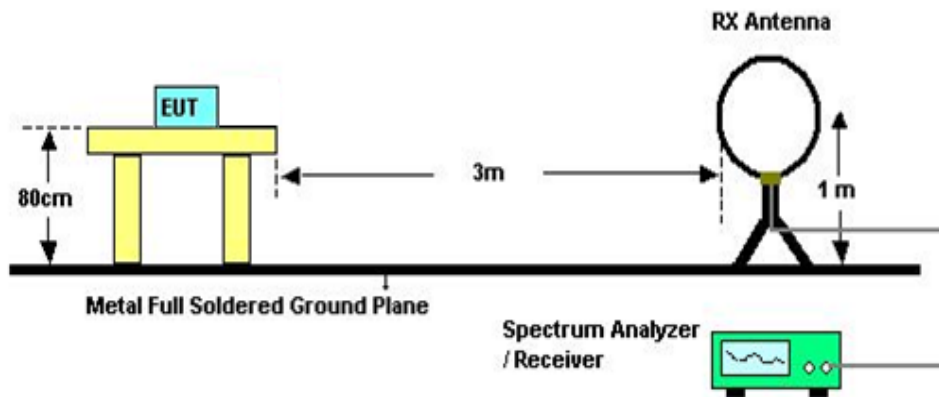 RX Antenna
EUT
3m
80cm
1 m
Metal Full Soldered Ground Plane
Spectrum Analyzer
/ Receiver